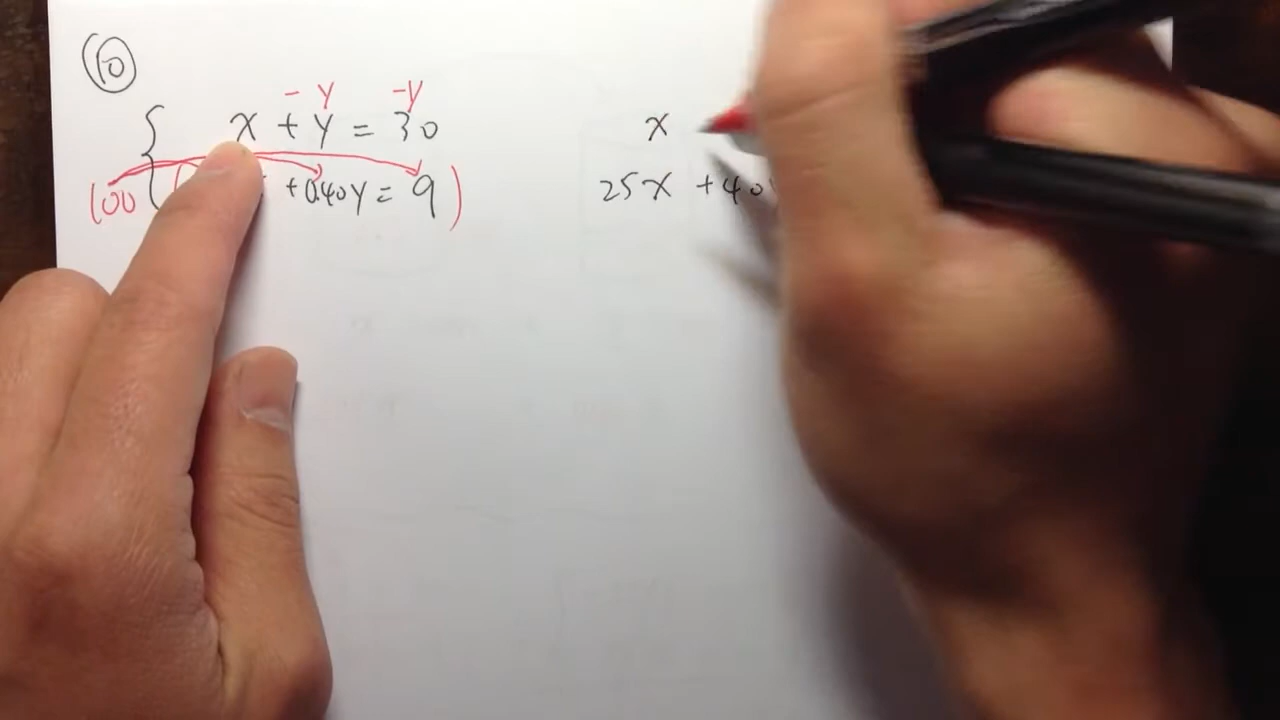 (10)
- y -y
x + y = 30 x
100 ( +0.40y = 9 ) 25x + 40